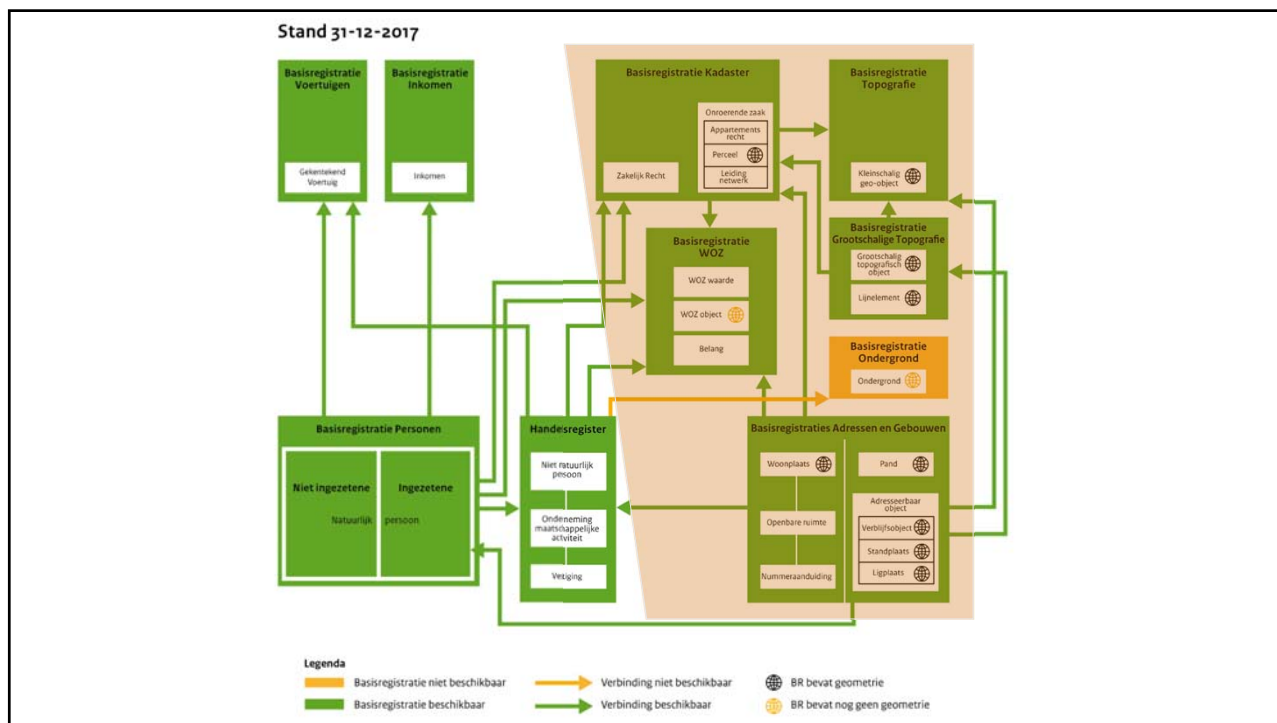 Stand 31-12-2017
Basisregistratie
Voertuigen
Gekentekend
Voertuig
Basisregistratie
Inkomen
Inkomen
Basisregistratie Kadaster
Onroerende zaak
Appartements
recht
Perceel
Leiding
netwerk
Zakelijk Recht
Basisregistratie
Topografie
Kleinschalig
geo-object
Basisregistratie
Grootschalige Topografie
Grootschalig
topografisch
object
Lijnelement
Basisregistratie
WOZ
WOZ waarde
WOZ object
Belang
Basisregistratie
Ondergrond
Ondergrond
Basisregistratie Personen
Niet ingezetene
Ingezetene
Natuurlijk persoon
Handelsregister
Niet natuurlijk
persoon
Onderneming
maatschappelijke
activiteit
Vestiging
Basisregistraties Adressen en Gebouwen
Woonplaats
Openbare ruimte
Nummeraanduiding
Pand
Adresseerbaar
object
Verblijfsobject
Standplaats
Ligplaats
Legenda
Basisregistratie niet beschikbaar
Verbinding niet beschikbaar
BR bevat geometrie
Basisregistratie beschikbaar
Verbinding beschikbaar
BR bevat nog geen geometrie